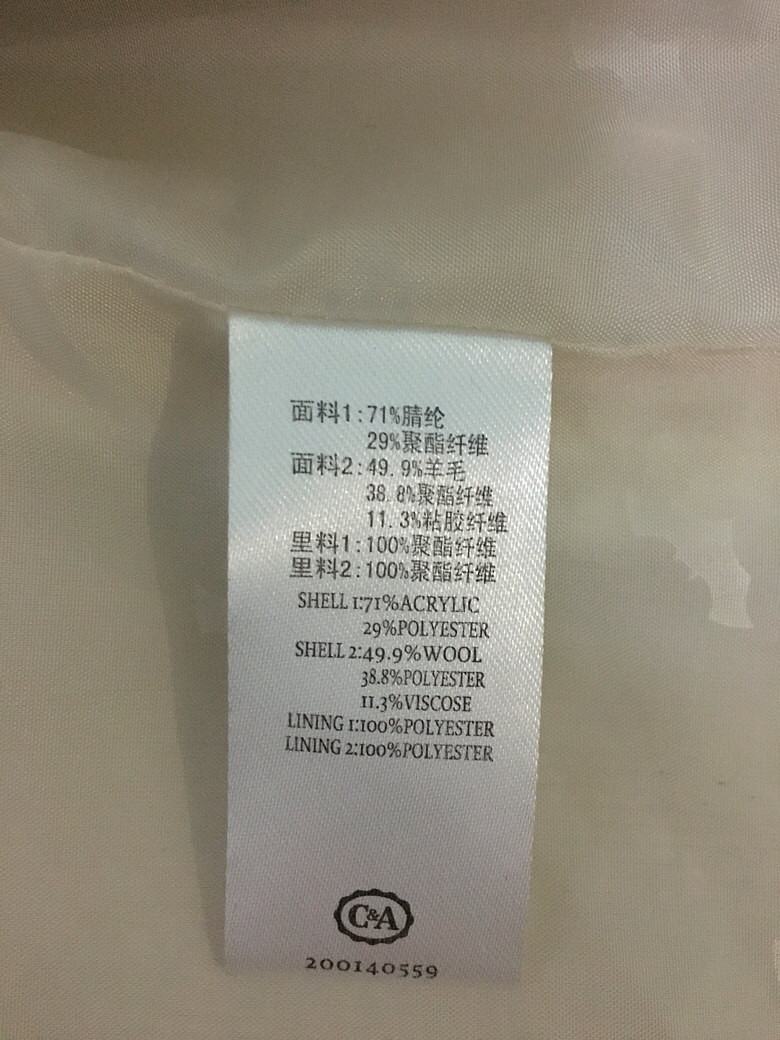 面料1:71%腈纶
29%聚酯纤维
面料2:49.9%羊毛
38.8%聚酯纤维
11.3%粘胶纤维
里料1:100%聚酯纤维
里料2:100%聚酯纤维
SHELL 1:71%ACRYLIC
29%POLYESTER
SHELL 2:49.9%WOOL
38.8%POLYESTER
11.3%VISCOSE
LINING 1:100%POLYESTER
LINING 2:100%POLYESTER
C&A
200140559